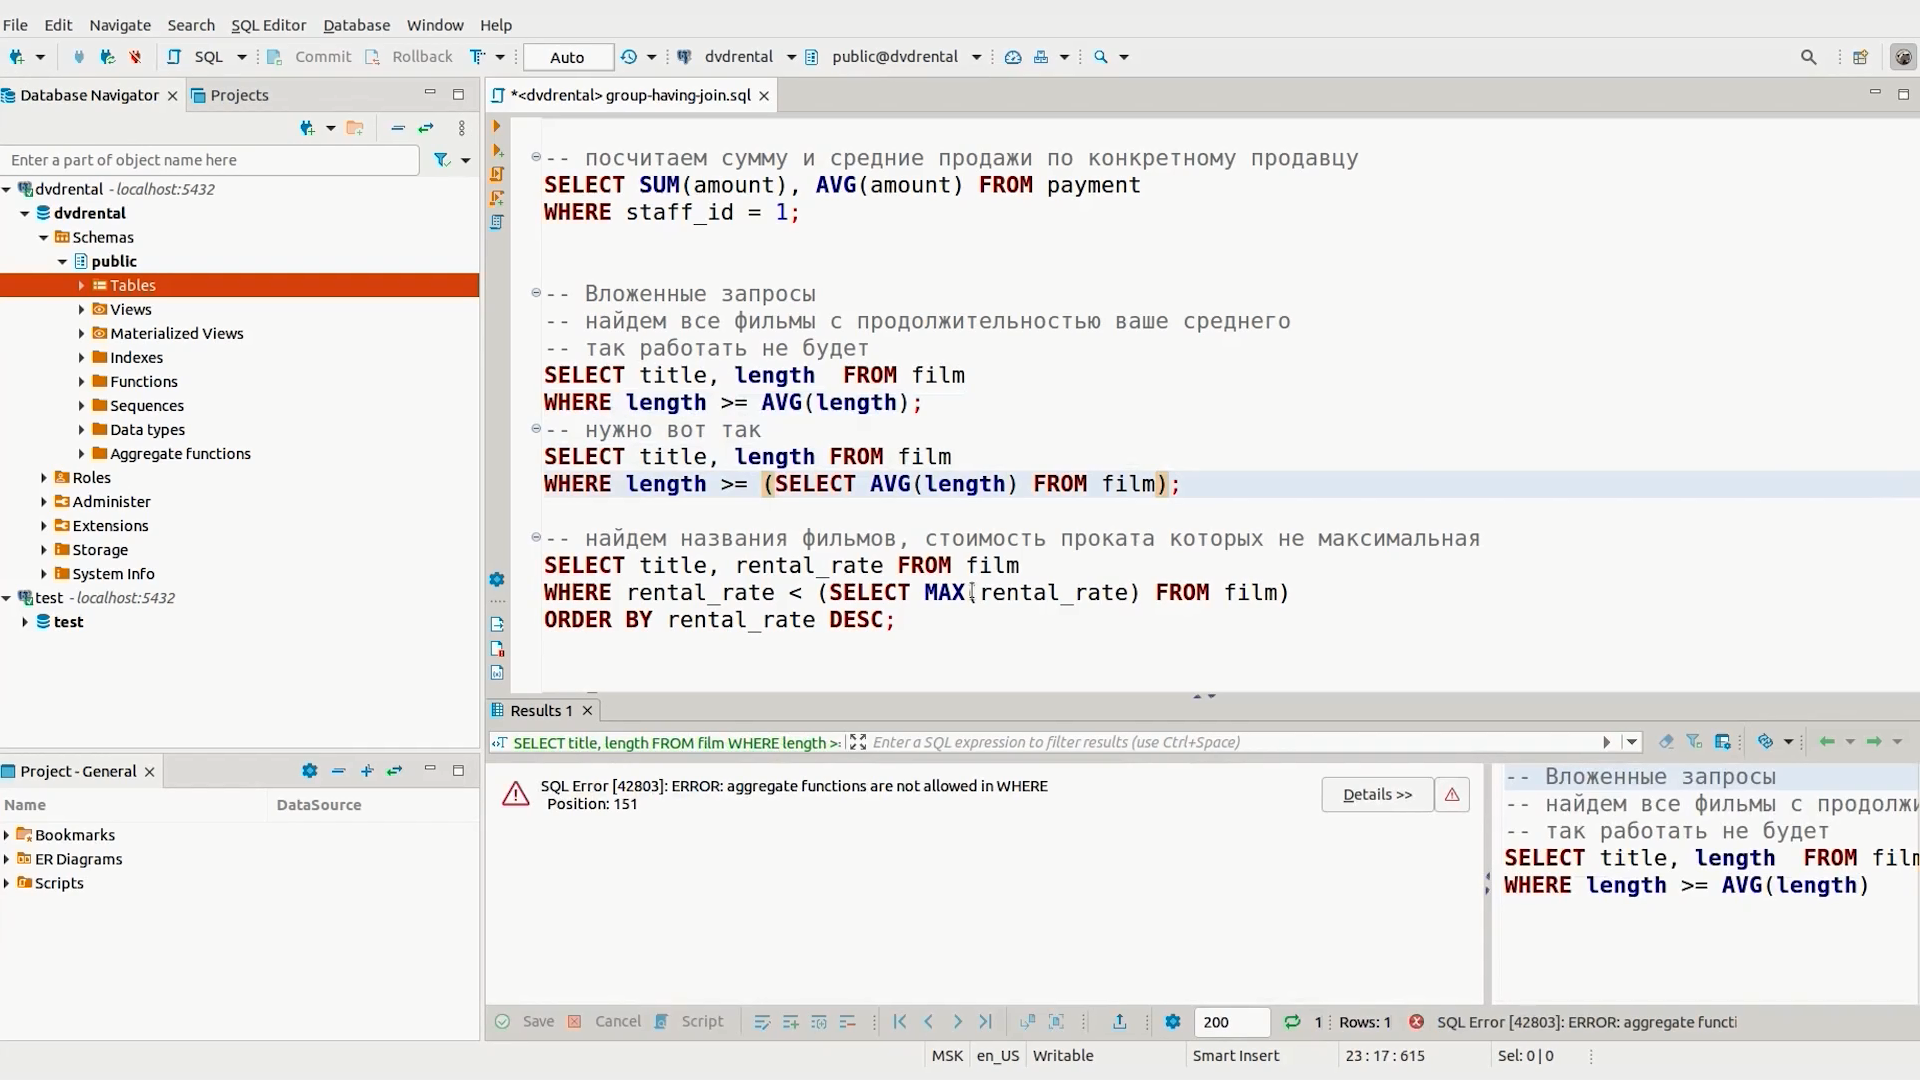 File Edit Navigate Search SQL Editor Database Window Help
SQL Commit Rollback Auto dvdrental public@dvdrental
Database Navigator Projects
Enter a part of object name here
dvdrental - localhost:5432
dvdrental
Schemas
public
Tables
Views
Materialized Views
Indexes
Functions
Sequences
Data types
Aggregate functions
Roles
Administer
Extensions
Storage
System Info
test - localhost:5432
test
Project - General
Name DataSource
Bookmarks
ER Diagrams
Scripts
*<dvdrental> group-having-join.sql
-- посчитаем сумму и средние продажи по конкретному продавцу
SELECT SUM(amount), AVG(amount) FROM payment
WHERE staff_id = 1;
-- Вложенные запросы
-- найдем все фильмы с продолжительностью ваше среднего
-- так работать не будет
SELECT title, length  FROM film
WHERE length >= AVG(length);
-- нужно вот так
SELECT title, length FROM film
WHERE length >= (SELECT AVG(length) FROM film);
-- найдем названия фильмов, стоимость проката которых не максимальная
SELECT title, rental_rate FROM film
WHERE rental_rate < (SELECT MAX(rental_rate) FROM film)
ORDER BY rental_rate DESC;
Results 1
SELECT title, length FROM film WHERE length >: Enter a SQL expression to filter results (use Ctrl+Space)
SQL Error [42803]: ERROR: aggregate functions are not allowed in WHERE
Position: 151
Details >>
-- Вложенные запросы
-- найдем все фильмы с продолжи
-- так работать не будет
SELECT title, length  FROM film
WHERE length >= AVG(length)
Save Cancel Script 200 1 Rows: 1 SQL Error [42803]: ERROR: aggregate functi
MSK en_US Writable Smart Insert 23 : 17 : 615 Sel: 0 | 0